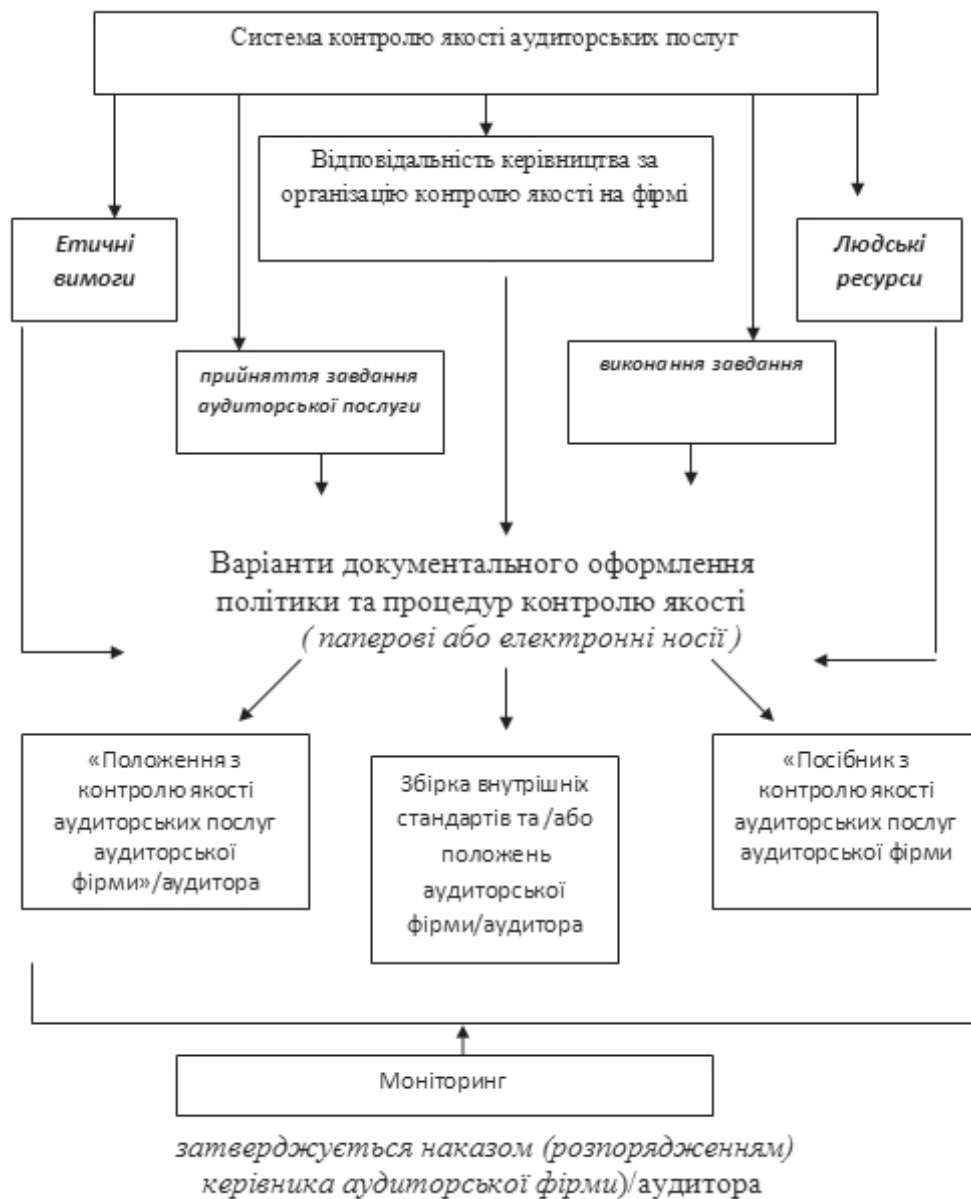 Система контролю якості аудиторських послуг
Відповідальність керівництва за
організацію контролю якості на фірмі
Етичні
вимоги
Людські
ресурси
прийняття завдання
аудиторської послуги
виконання завдання
Варіанти документального оформлення
політики та процедур контролю якості
( паперові або електронні носії )
«Положення з
контролю якості
аудиторських послуг
аудиторської
фірми»/аудитора
Збірка внутрішніх
стандартів та /або
положень
аудиторської
фірми/аудитора
«Посібник з
контролю якості
аудиторських послуг
аудиторської фірми
Моніторинг
затверджується наказом (розпорядженням)
керівника аудиторської фірми)/аудитора